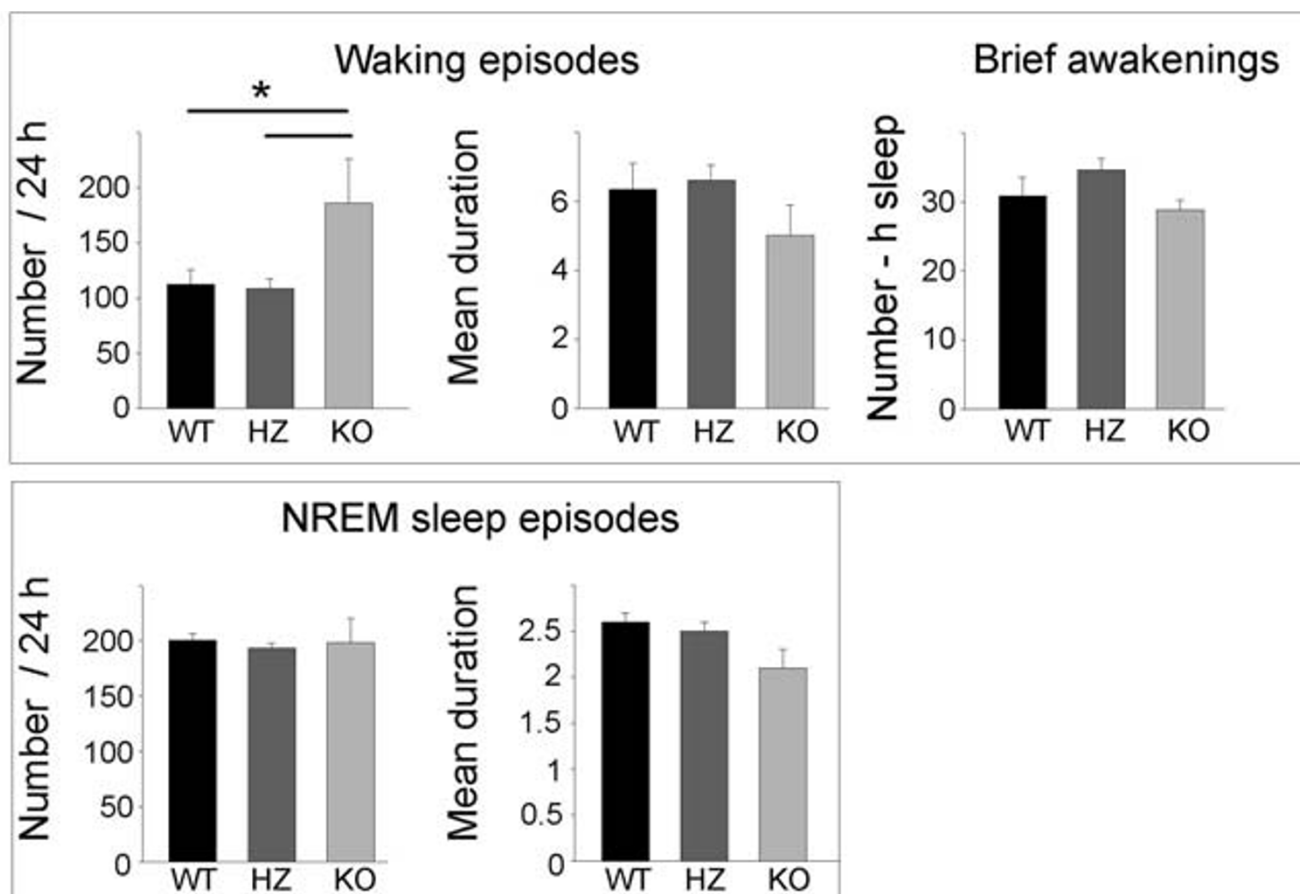 Waking episodes
Brief awakenings
*
Number / 24 h
200
150
100
50
0
WT HZ KO
Mean duration
6
4
2
0
WT HZ KO
Number - h sleep
30
20
10
0
WT HZ KO
NREM sleep episodes
Number / 24 h
200
150
100
50
0
WT HZ KO
Mean duration
2.5
2
1.5
1
0.5
0
WT HZ KO